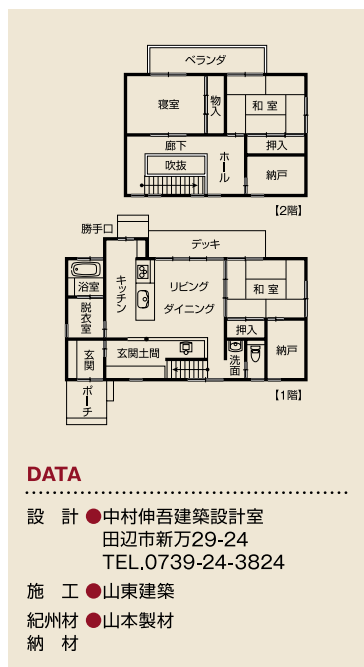 ベランダ
寝室
物入
和室
廊下
吹抜
ホール
押入
納戸
【2階】
勝手口
デッキ
浴室
キッチン
リビング
ダイニング
和室
脱衣室
押入
玄関
玄関土間
洗面
納戸
ポーチ
【1階】
DATA
設 計 ●中村伸吾建築設計室
田辺市新万29-24
TEL.0739-24-3824
施 工 ●山東建築
紀州材 ●山本製材
納 材